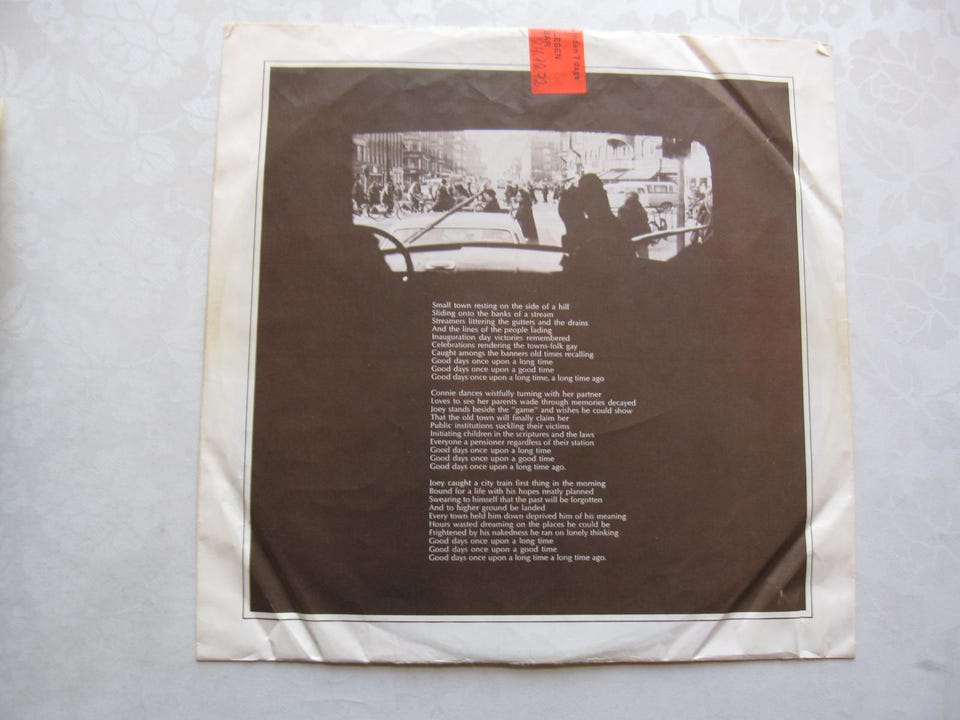 dan 7 dage
24.10.72
Small town resting on the side of a hill
Sliding onto the banks of a stream
Streamers littering the gutters and the drains
And the lines of the people lading
Inauguration day victories remembered
Celebrations rendering the towns-folk gay
Caught amongs the banners old times recalling
Good days once upon a long time
Good days once upon a good time
Good days once upon a long time, a long time ago
Connie dances wistfully turning with her partner
Loves to see her parents wade through memories decayed
Joey stands beside the "game" and wishes he could show
That the old town will finally claim her
Public institutions suckling their victims
Initiating children in the scriptures and the laws
Everyone a pensioner regardless of their station
Good days once upon a long time
Good days once upon a good time
Good days once upon a long time ago.
Joey caught a city train first thing in the morning
Bound for a life with his hopes neatly planned
Swearing to himself that the past will be forgotten
And to higher ground be landed
Every town held him down deprived him of his meaning
Hours wasted dreaming on the places he could be
Frightened by his nakedness he ran on lonely thinking
Good days once upon a long time
Good days once upon a good time
Good days once upon a long time a long time ago.